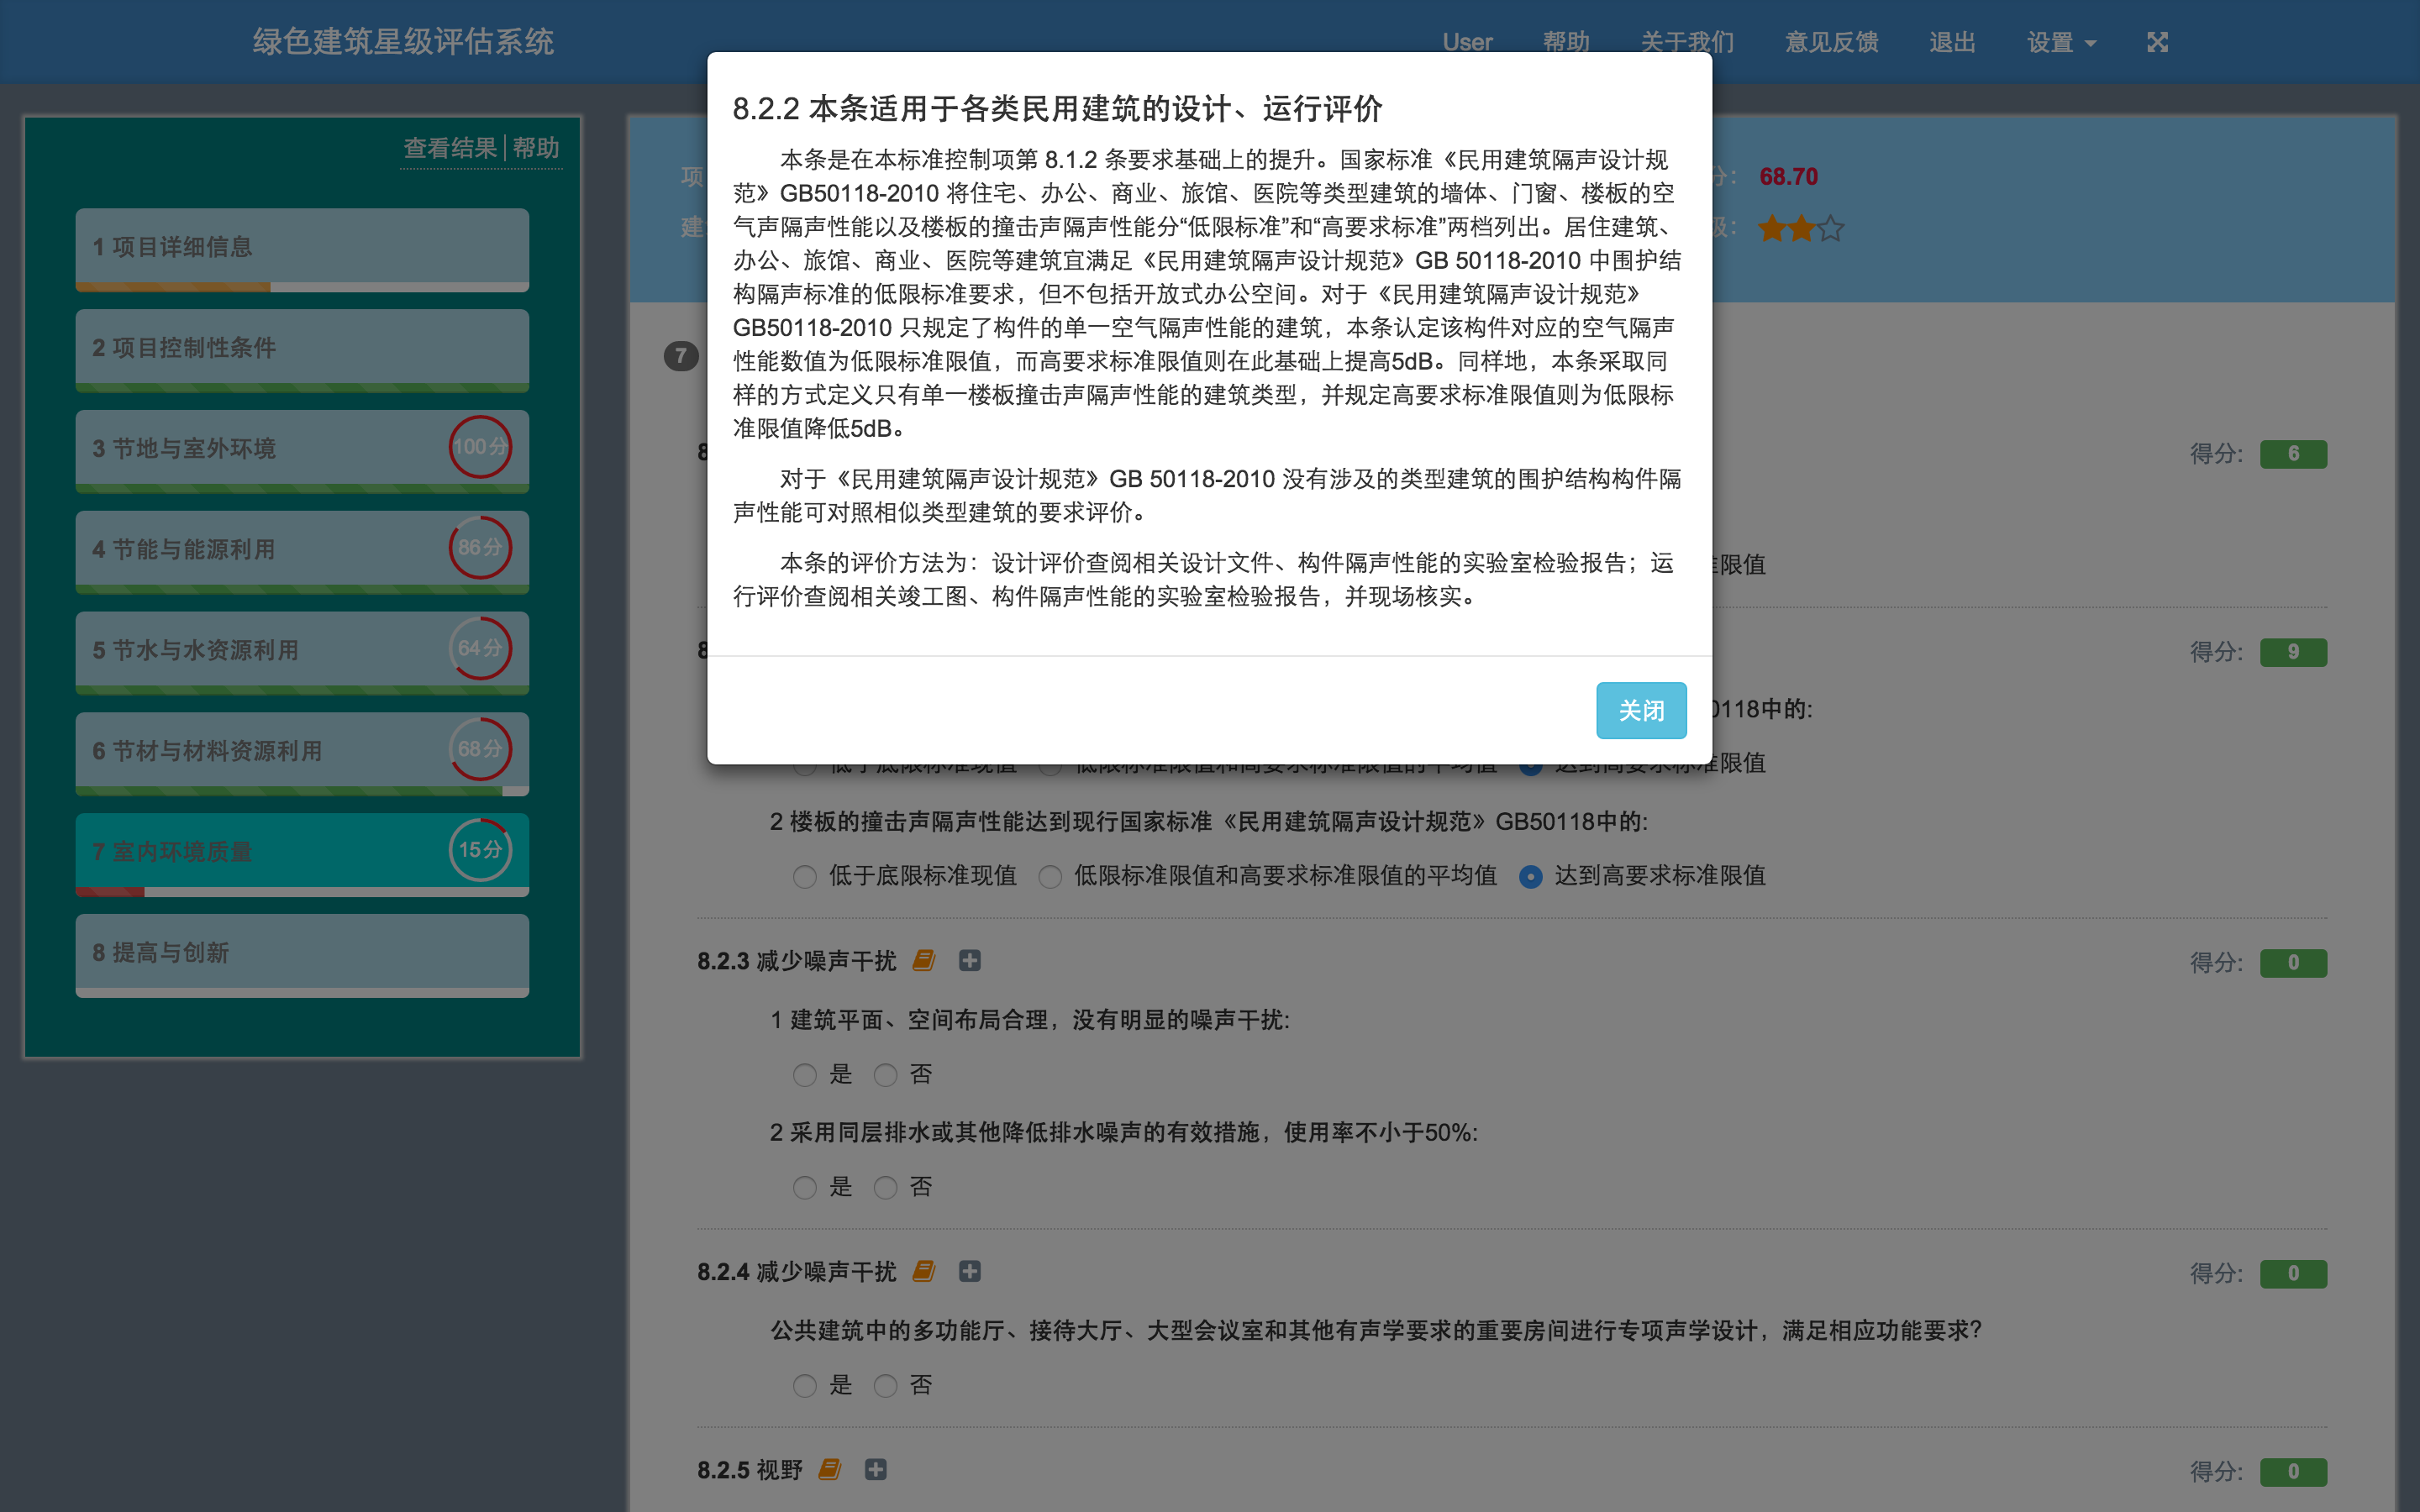 绿色建筑星级评估系统
User 帮助 关于我们 意见反馈 退出 设置
查看结果 帮助
1 项目详细信息
2 项目控制性条件
3 节地与室外环境 100分
4 节能与能源利用 86分
5 节水与水资源利用 64分
6 节材与材料资源利用 68分
7 室内环境质量 15分
8 提高与创新
8.2.2 本条适用于各类民用建筑的设计、运行评价
本条是在本标准控制项第 8.1.2 条要求基础上的提升。国家标准《民用建筑隔声设计规
范》GB50118-2010 将住宅、办公、商业、旅馆、医院等类型建筑的墙体、门窗、楼板的空
气声隔声性能以及楼板的撞击声隔声性能分“低限标准”和“高要求标准”两档列出。居住建筑、
办公、旅馆、商业、医院等建筑宜满足《民用建筑隔声设计规范》GB 50118-2010 中围护结
构隔声标准的低限标准要求，但不包括开放式办公空间。对于《民用建筑隔声设计规范》
GB50118-2010 只规定了构件的单一空气隔声性能的建筑，本条认定该构件对应的空气隔声
性能数值为低限标准限值，而高要求标准限值则在此基础上提高5dB。同样地，本条采取同
样的方式定义只有单一楼板撞击声隔声性能的建筑类型，并规定高要求标准限值则为低限标
准限值降低5dB。
对于《民用建筑隔声设计规范》GB 50118-2010 没有涉及的类型建筑的围护结构构件隔
声性能可对照相似类型建筑的要求评价。
本条的评价方法为：设计评价查阅相关设计文件、构件隔声性能的实验室检验报告；运
行评价查阅相关竣工图、构件隔声性能的实验室检验报告，并现场核实。
关闭
项 分： 68.70
建 级：
7
8 得分: 6
准限值
8 得分: 9
0118中的:
低于底限标准现值 低限标准限值和高要求标准限值的平均值 达到高要求标准限值
2 楼板的撞击声隔声性能达到现行国家标准《民用建筑隔声设计规范》GB50118中的:
低于底限标准现值 低限标准限值和高要求标准限值的平均值 达到高要求标准限值
8.2.3 减少噪声干扰 得分: 0
1 建筑平面、空间布局合理，没有明显的噪声干扰:
是 否
2 采用同层排水或其他降低排水噪声的有效措施，使用率不小于50%:
是 否
8.2.4 减少噪声干扰 得分: 0
公共建筑中的多功能厅、接待大厅、大型会议室和其他有声学要求的重要房间进行专项声学设计，满足相应功能要求?
是 否
8.2.5 视野 得分: 0